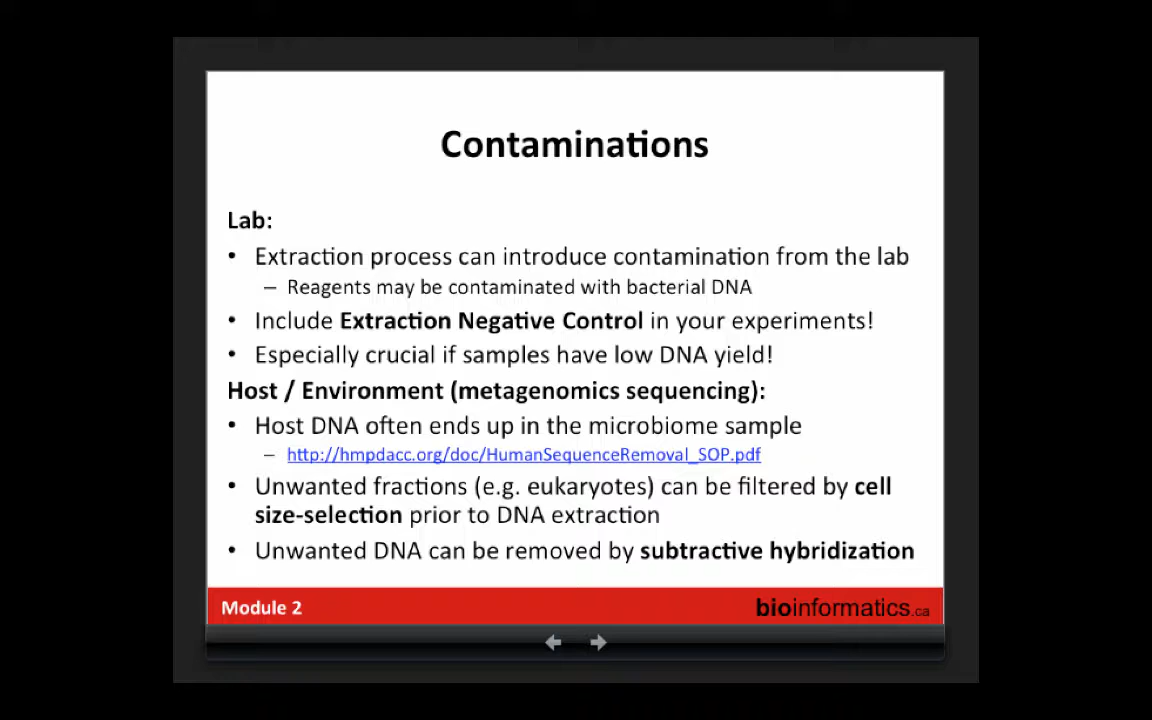 Contaminations
Lab:
• Extraction process can introduce contamination from the lab
– Reagents may be contaminated with bacterial DNA
• Include Extraction Negative Control in your experiments!
• Especially crucial if samples have low DNA yield!
Host / Environment (metagenomics sequencing):
• Host DNA often ends up in the microbiome sample
– http://hmpdacc.org/doc/HumanSequenceRemoval_SOP.pdf
• Unwanted fractions (e.g. eukaryotes) can be filtered by cell
size-selection prior to DNA extraction
• Unwanted DNA can be removed by subtractive hybridization
Module 2
bioinformatics.ca